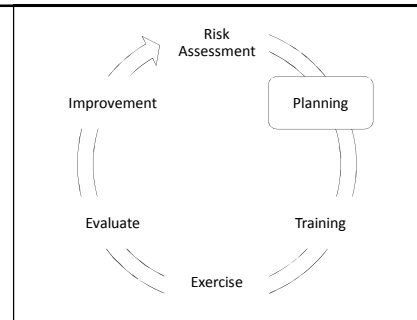 Risk
Assessment
Planning
Training
Exercise
Evaluate
Improvement